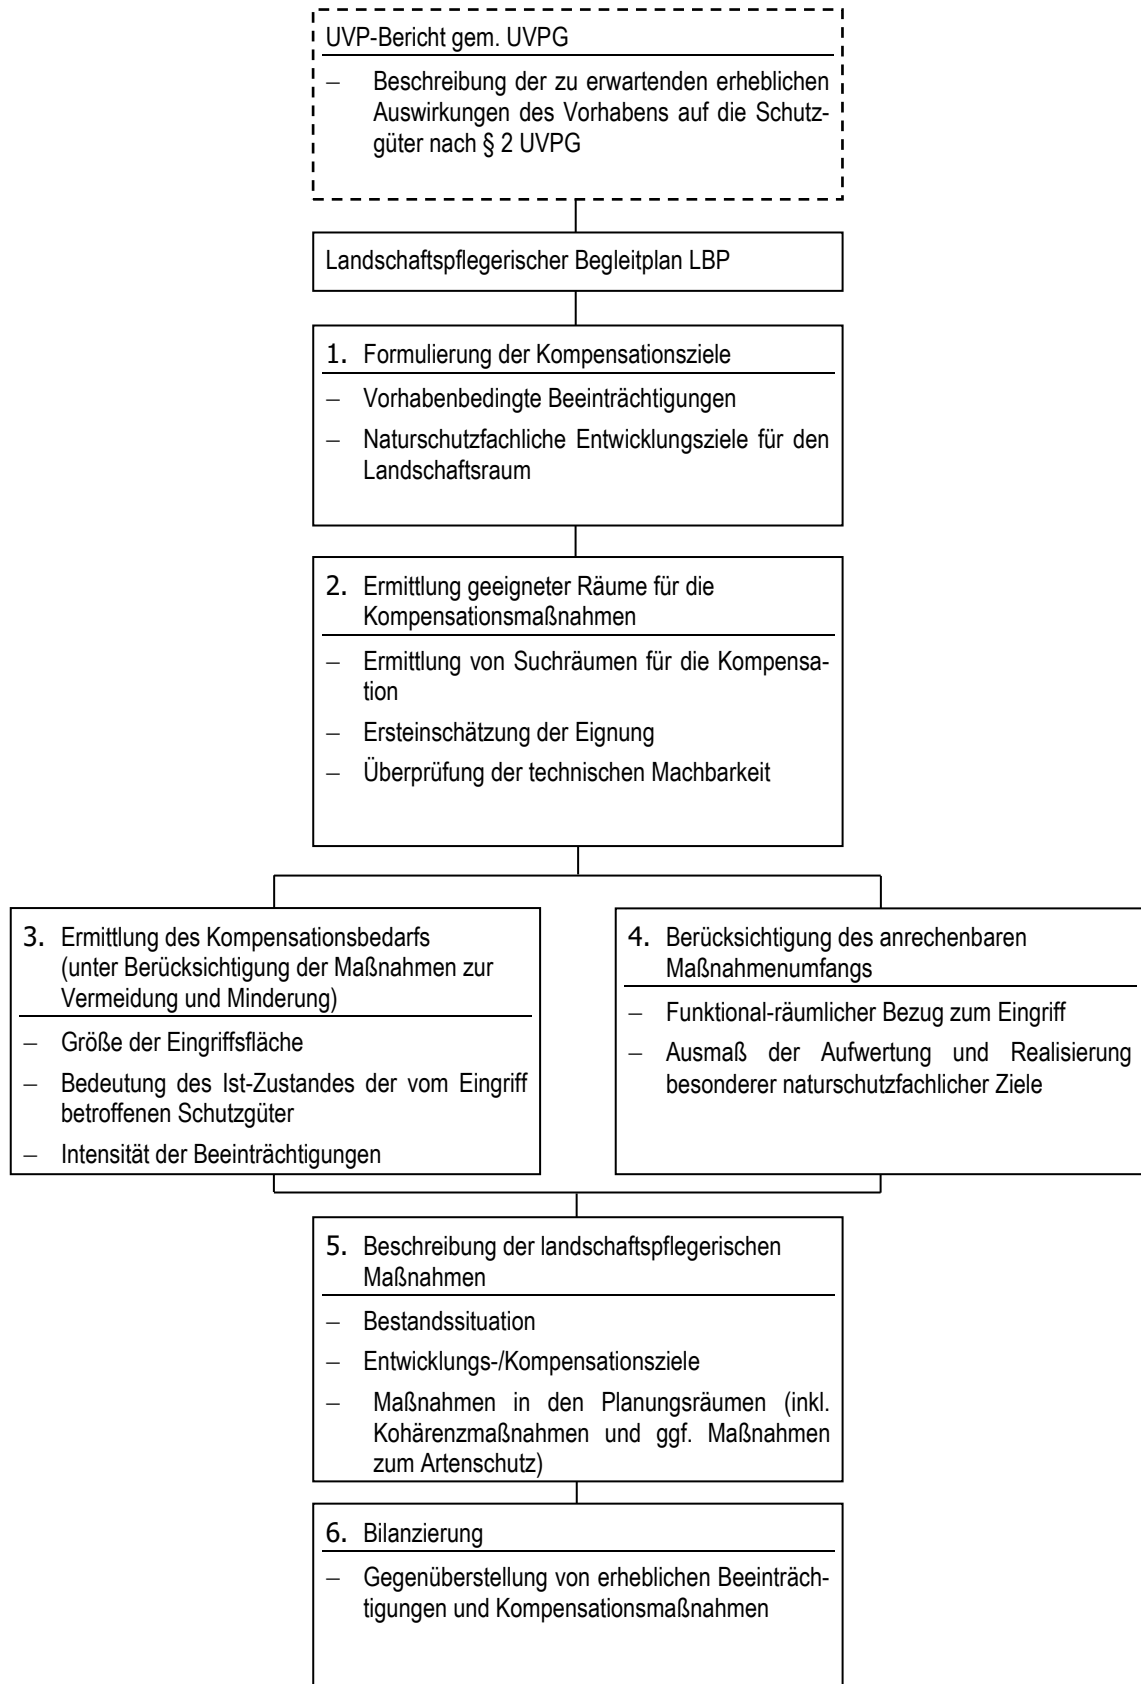 UVP-Bericht gem. UVPG
– Beschreibung der zu erwartenden erheblichen
Auswirkungen des Vorhabens auf die Schutz-
güter nach § 2 UVPG
Landschaftspflegerischer Begleitplan LBP
1. Formulierung der Kompensationsziele
– Vorhabenbedingte Beeinträchtigungen
– Naturschutzfachliche Entwicklungsziele für den
Landschaftsraum
2. Ermittlung geeigneter Räume für die
Kompensationsmaßnahmen
– Ermittlung von Suchräumen für die Kompensa-
tion
– Ersteinschätzung der Eignung
– Überprüfung der technischen Machbarkeit
3. Ermittlung des Kompensationsbedarfs
(unter Berücksichtigung der Maßnahmen zur
Vermeidung und Minderung)
– Größe der Eingriffsfläche
– Bedeutung des Ist-Zustandes der vom Eingriff
betroffenen Schutzgüter
– Intensität der Beeinträchtigungen
4. Berücksichtigung des anrechenbaren
Maßnahmenumfangs
– Funktional-räumlicher Bezug zum Eingriff
– Ausmaß der Aufwertung und Realisierung
besonderer naturschutzfachlicher Ziele
5. Beschreibung der landschaftspflegerischen
Maßnahmen
– Bestandssituation
– Entwicklungs-/Kompensationsziele
– Maßnahmen in den Planungsräumen (inkl.
Kohärenzmaßnahmen und ggf. Maßnahmen
zum Artenschutz)
6. Bilanzierung
– Gegenüberstellung von erheblichen Beeinträch-
tigungen und Kompensationsmaßnahmen